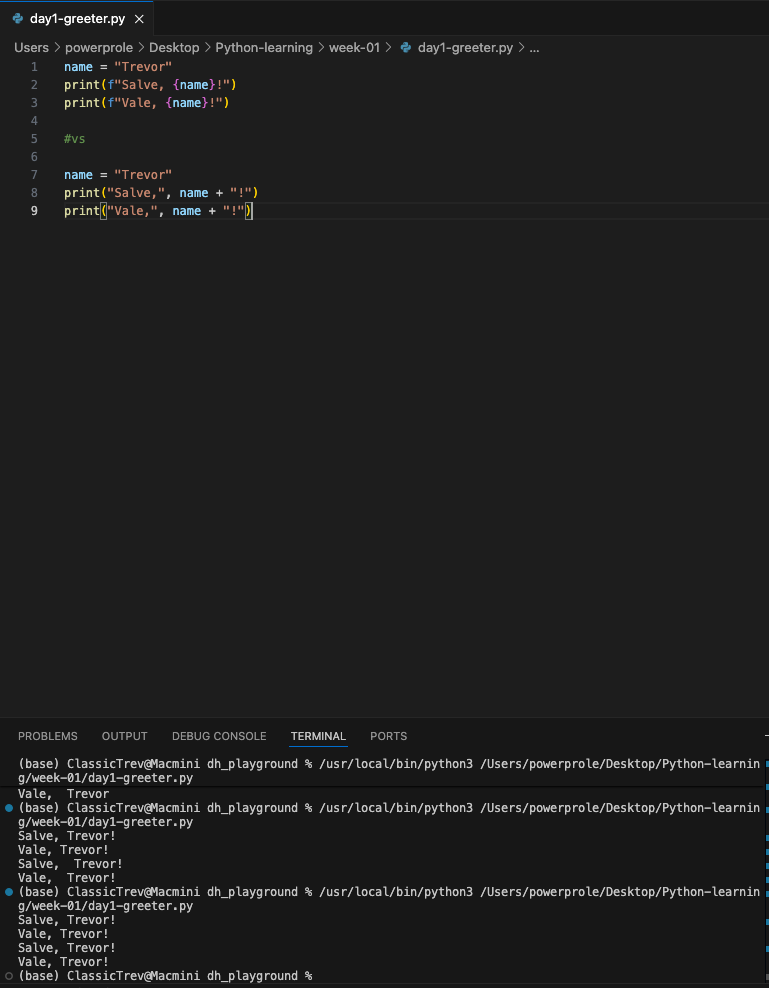 day1-greeter.py ×
Users > powerprole > Desktop > Python-learning > week-01 > day1-greeter.py > ...
1 name = "Trevor"
2 print(f"Salve, {name}!")
3 print(f"Vale, {name}!")
4
5 #vs
6
7 name = "Trevor"
8 print("Salve,", name + "!")
9 print("Vale,", name + "!")
PROBLEMS OUTPUT DEBUG CONSOLE TERMINAL PORTS
(base) ClassicTrev@Macmini dh_playground % /usr/local/bin/python3 /Users/powerprole/Desktop/Python-learnin
g/week-01/day1-greeter.py
Vale,  Trevor
(base) ClassicTrev@Macmini dh_playground % /usr/local/bin/python3 /Users/powerprole/Desktop/Python-learnin
g/week-01/day1-greeter.py
Salve, Trevor!
Vale, Trevor!
Salve,  Trevor!
Vale,  Trevor!
(base) ClassicTrev@Macmini dh_playground % /usr/local/bin/python3 /Users/powerprole/Desktop/Python-learnin
g/week-01/day1-greeter.py
Salve, Trevor!
Vale, Trevor!
Salve, Trevor!
Vale, Trevor!
(base) ClassicTrev@Macmini dh_playground %